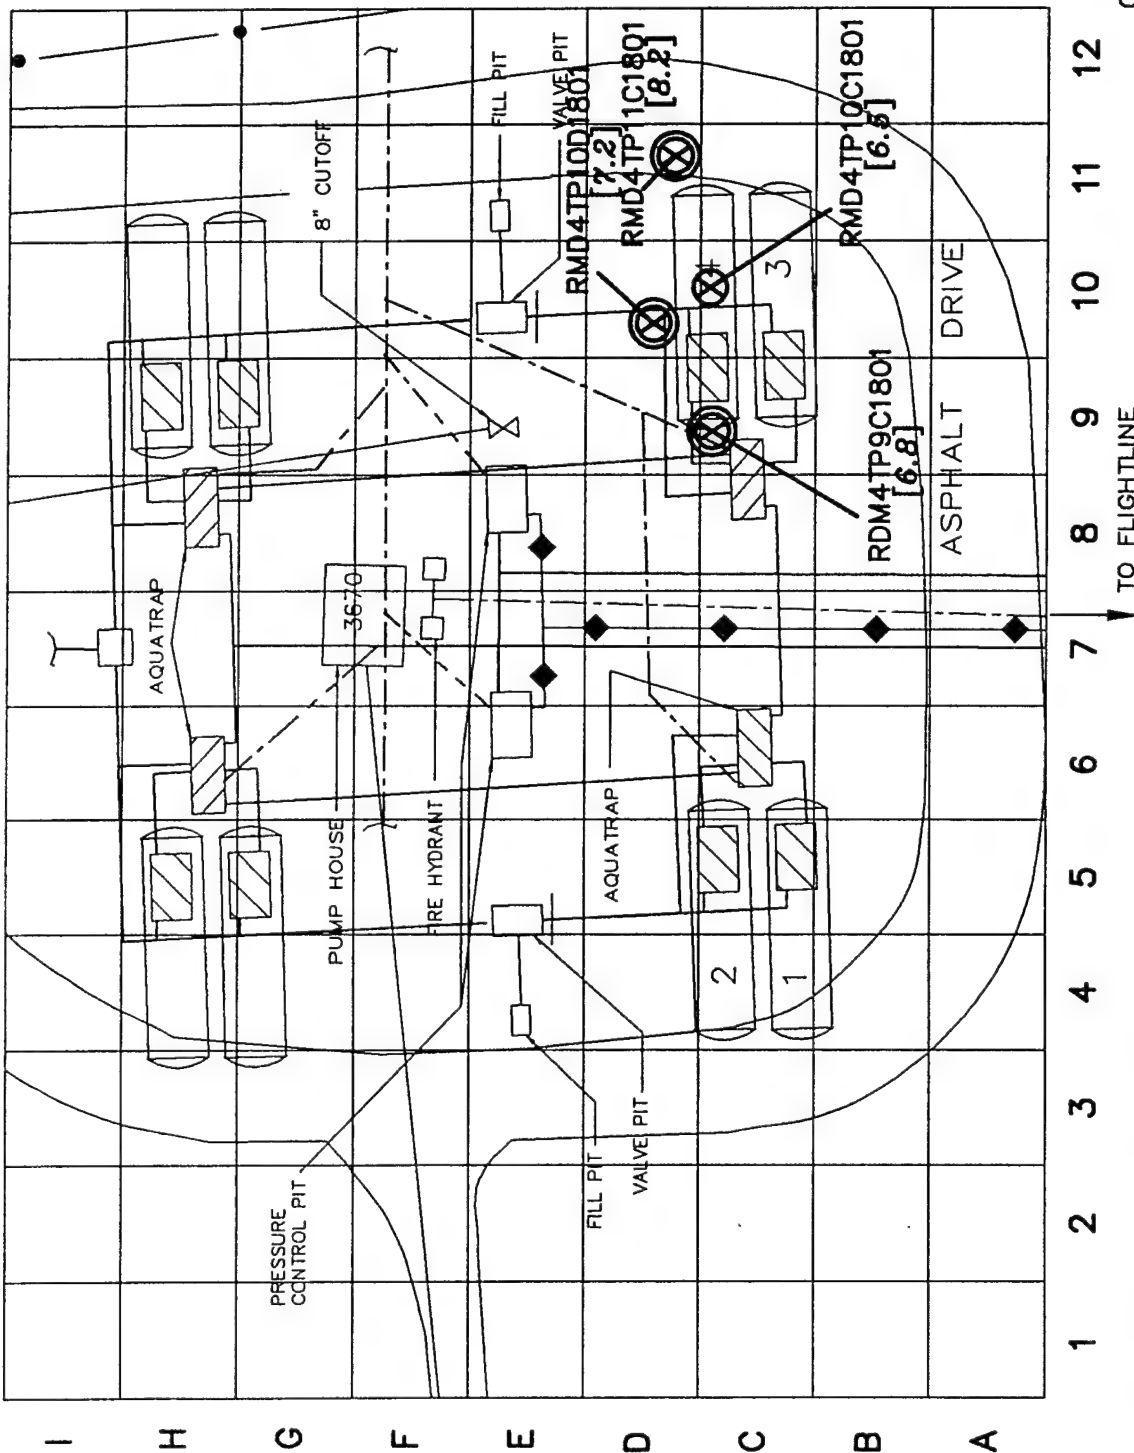 8" CUTOFF
FILL PIT
VALVE PIT
RMD4TP10D1801
[7.2]
RMD4TP11C1801
[8.2]
RMD4TP10C1801
[6.5]
3
RDM4TP9C1801
[6.8]
ASPHALT DRIVE
AQUATRAP
3670
PUMP HOUSE
FIRE HYDRANT
AQUATRAP
2
1
PRESSURE
CONTROL PIT
FILL PIT
VALVE PIT
TO FLIGHTLINE
I
H
G
F
E
D
C
B
A
1
2
3
4
5
6
7
8
9
10
11
12